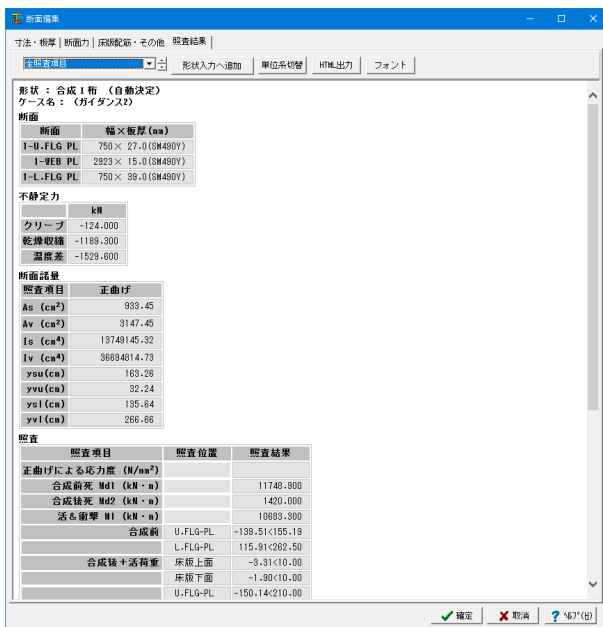 断面編集
寸法・板厚 断面力 床版配筋・その他 照査結果
全照査項目 形状入力へ追加 単位系切替 HTML出力 フォント
形状 : 合成I桁 (自動決定)
ケース名 : (ガイダンス2)
断面
断面 幅×板厚(mm)
1-U.FLG PL 750× 27.0(SM490Y)
1-WEB PL 2923× 15.0(SM490Y)
1-L.FLG PL 750× 39.0(SM490Y)
不静定力
kN
クリープ -124.000
乾燥収縮 -1189.300
温度差 -1529.600
断面諸量
照査項目 正曲げ
As (cm²) 933.45
Av (cm²) 3147.45
Is (cm⁴) 13749145.32
Iv (cm⁴) 36694814.73
ysu(cm) 163.26
yvu(cm) 32.24
ysl(cm) 135.64
yvl(cm) 266.66
照査
照査項目 照査位置 照査結果
正曲げによる応力度 (N/mm²)
合成前死 Md1 (kN・m) 11748.900
合成後死 Md2 (kN・m) 1420.000
活&衝撃 Ml (kN・m) 10683.300
合成前 U.FLG-PL -139.51<155.19
L.FLG-PL 115.91<262.50
合成後+活荷重 床版上面 -3.31<10.00
床版下面 -1.90<10.00
U.FLG-PL -150.14<210.00
確定 取消 ヘルプ(H)